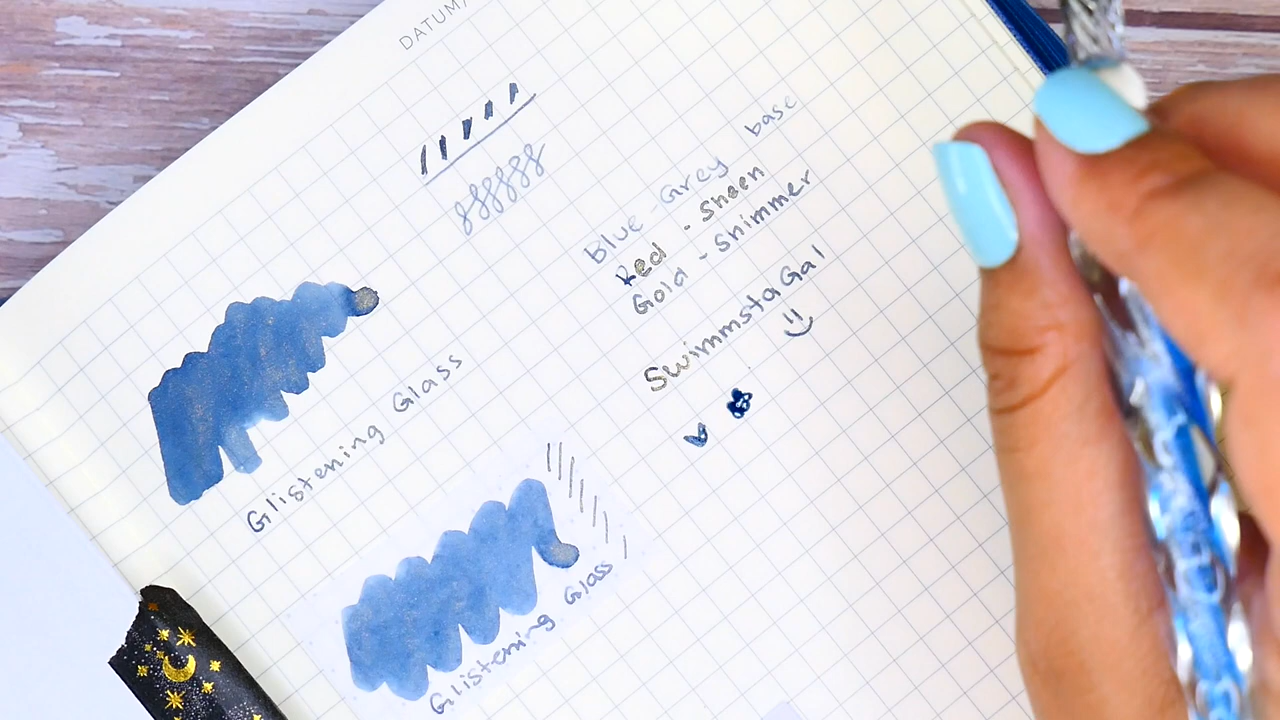 DATUM/
Blue-Grey base
Red - Sheen
Gold - Shimmer
SwimmstaGal
Glistening Glass
Glistening Glass